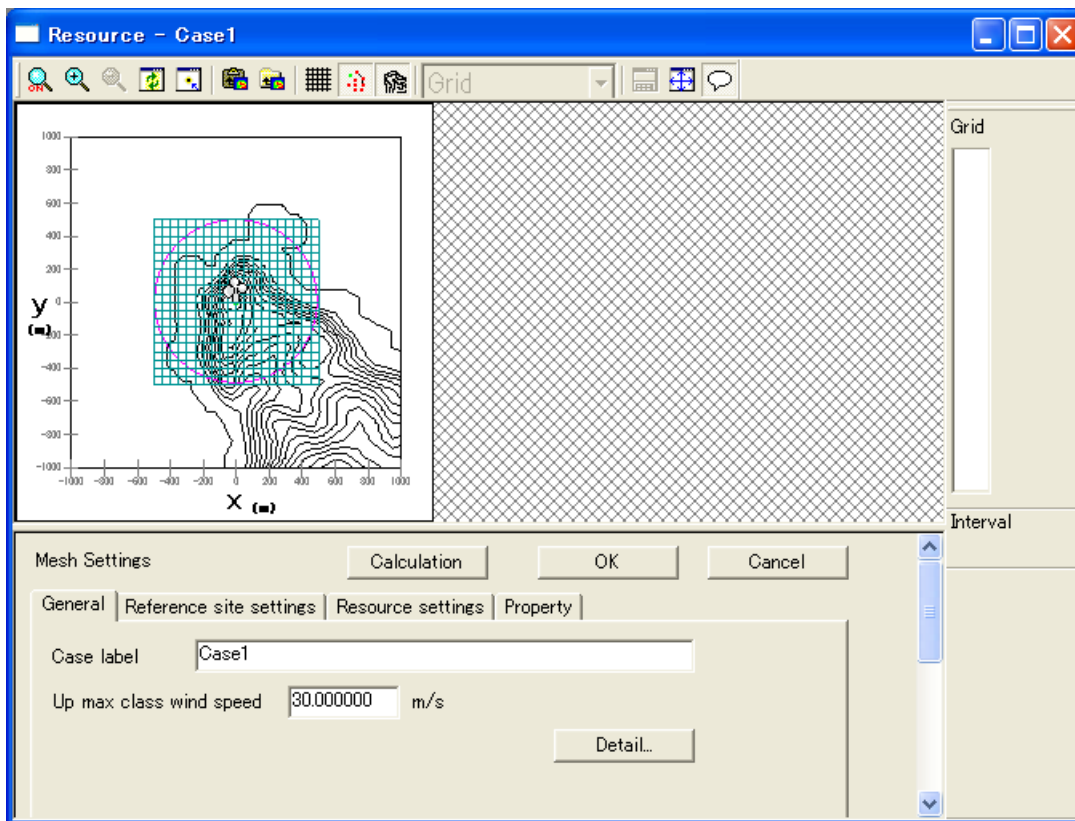 Resource - Case1
ON
Grid
Grid
1000
800
600
400
200
y 0
(m)
-200
-400
-600
-800
-1000
-1000 -800 -600 -400 -200 0 200 400 600 800 1000
x (m)
Interval
Mesh Settings Calculation OK Cancel
General Reference site settings Resource settings Property
Case label Case1
Up max class wind speed 30.000000 m/s
Detail...